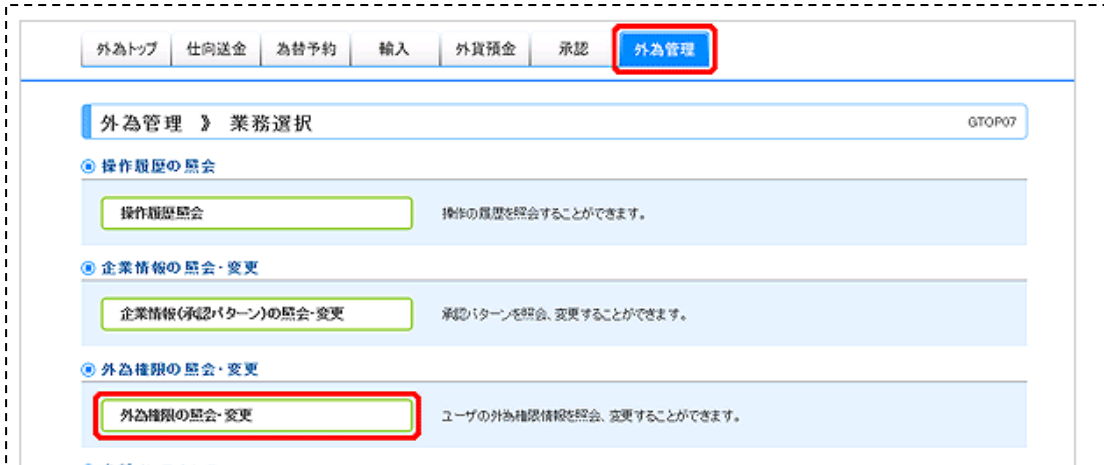 外為トップ 仕向送金 為替予約 輸入 外貨預金 承認 外為管理
外為管理 》 業務選択 GTOP07
操作履歴の照会
操作履歴照会 操作の履歴を照会することができます。
企業情報の照会・変更
企業情報(承認パターン)の照会・変更 承認パターンを照会、変更することができます。
外為権限の照会・変更
外為権限の照会・変更 ユーザの外為権限情報を照会、変更することができます。